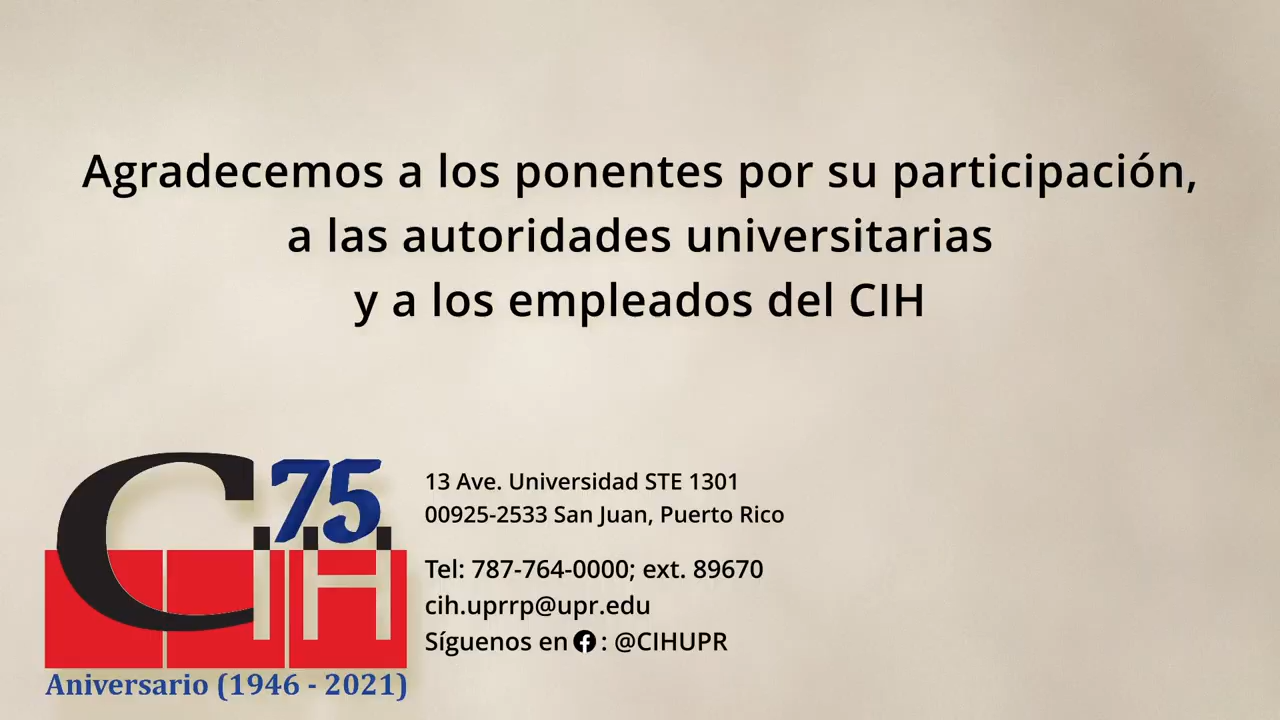 Agradecemos a los ponentes por su participación,
a las autoridades universitarias
y a los empleados del CIH
CIH 75
Aniversario (1946 - 2021)
13 Ave. Universidad STE 1301
00925-2533 San Juan, Puerto Rico
Tel: 787-764-0000; ext. 89670
cih.uprrp@upr.edu
Síguenos en : @CIHUPR